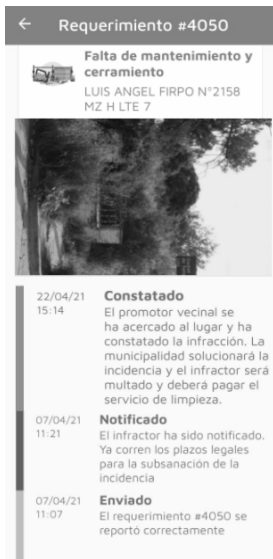 ← Requerimiento #4050
Falta de mantenimiento y
cerramiento
LUIS ANGEL FIRPO N°2158
MZ H LTE 7
22/04/21
15:14
Constatado
El promotor vecinal se
ha acercado al lugar y ha
constatado la infracción. La
municipalidad solucionará la
incidencia y el infractor será
multado y deberá pagar el
servicio de limpieza.
07/04/21
11:21
Notificado
El infractor ha sido notificado.
Ya corren los plazos legales
para la subsanación de la
incidencia
07/04/21
11:07
Enviado
El requerimiento #4050 se
reportó correctamente